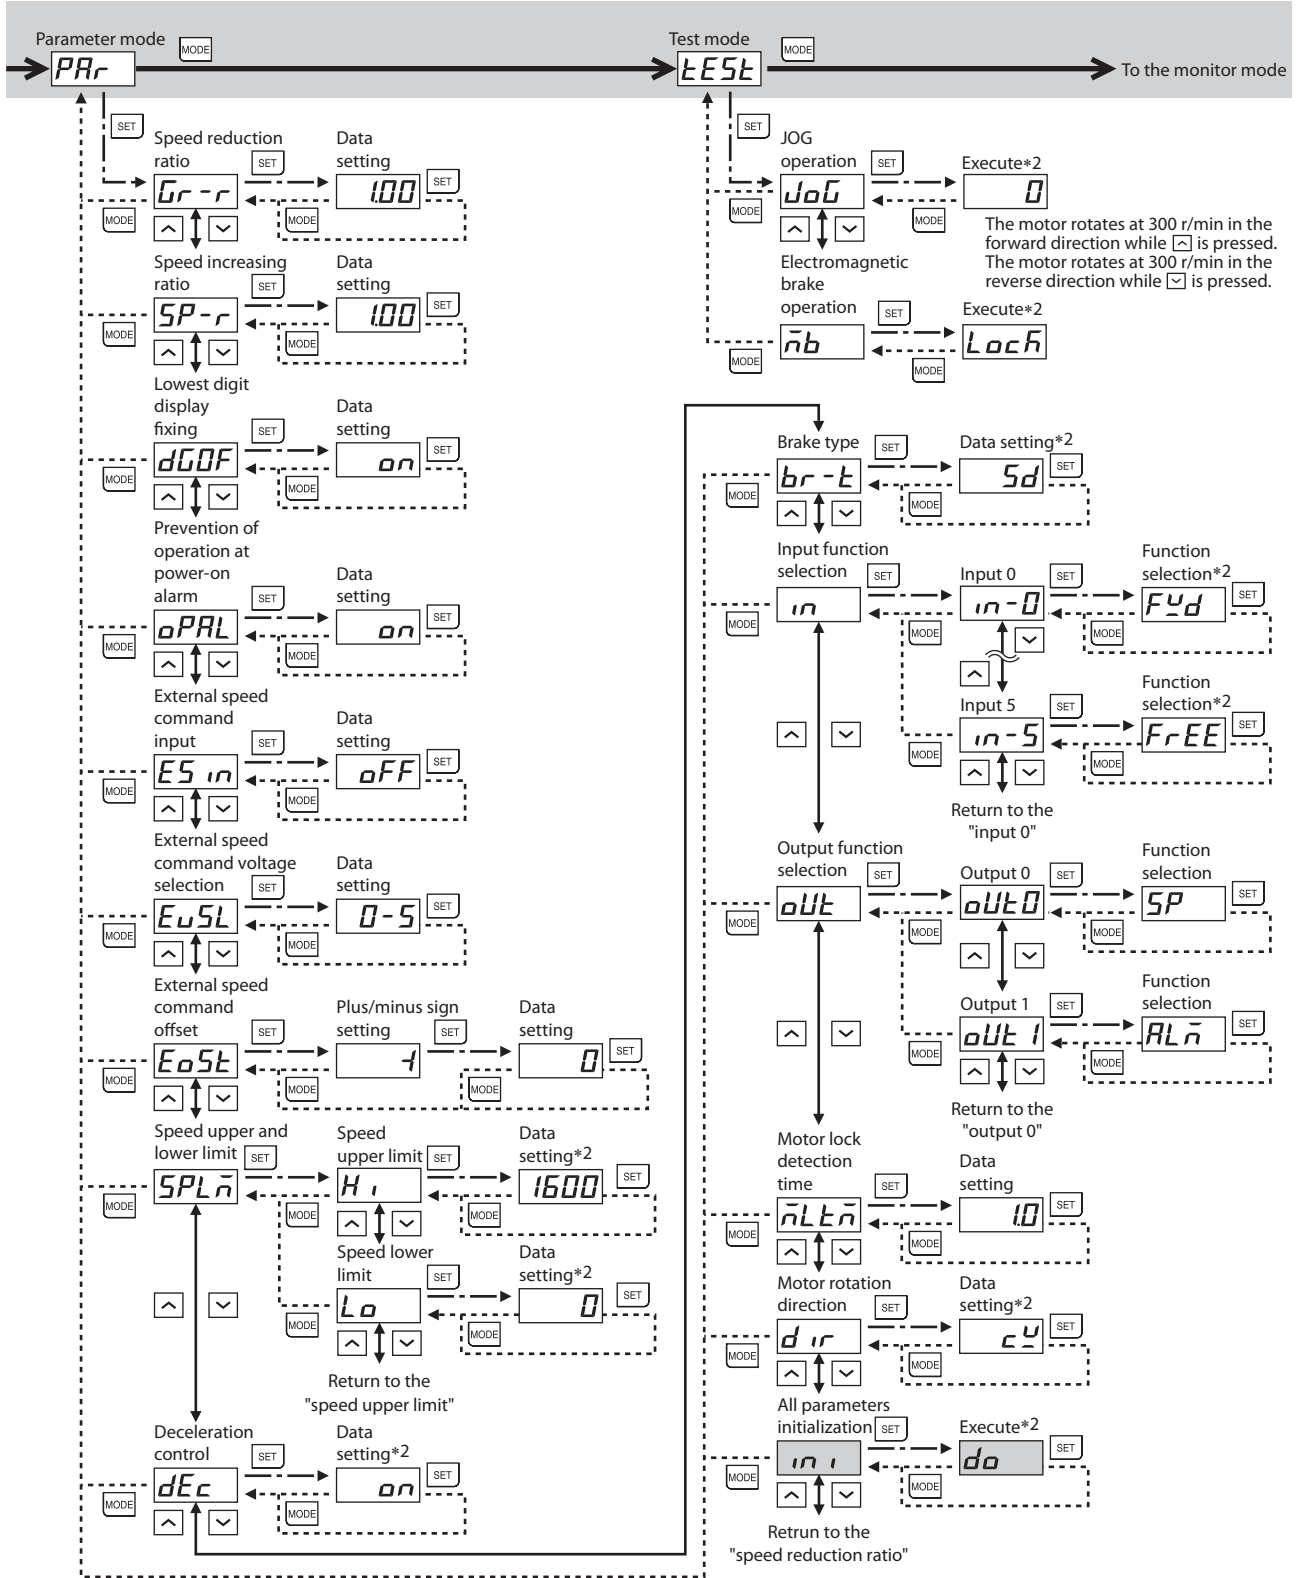 Parameter mode
MODE
PAr
Test mode
MODE
tESt
To the monitor mode
SET
Speed reduction
ratio
SET
Data
setting
Gr-r
1.00
SET
MODE
MODE
Speed increasing
ratio
SET
Data
setting
SP-r
1.00
SET
MODE
MODE
Lowest digit
display
fixing
SET
Data
setting
dGOF
on
SET
MODE
MODE
Prevention of
operation at
power-on
alarm
SET
Data
setting
oPAL
on
SET
MODE
MODE
External speed
command
input
SET
Data
setting
ES in
oFF
SET
MODE
MODE
External speed
command voltage
selection
SET
Data
setting
EvSL
0-5
SET
MODE
MODE
External speed
command
offset
SET
Plus/minus sign
setting
SET
Data
setting
EoSt
0
SET
MODE
MODE
MODE
Speed upper and
lower limit
SET
Speed
upper limit
SET
Data
setting*2
SPLm
Hi
1600
SET
MODE
MODE
MODE
Speed lower
limit
SET
Data
setting*2
Lo
0
SET
MODE
MODE
Return to the
"speed upper limit"
Deceleration
control
SET
Data
setting*2
dEc
on
SET
MODE
MODE
SET
JOG
operation
SET
Execute*2
JoG
0
MODE
MODE
The motor rotates at 300 r/min in the
forward direction while ^ is pressed.
The motor rotates at 300 r/min in the
reverse direction while ˅ is pressed.
Electromagnetic
brake
operation
SET
Execute*2
mb
Lock
MODE
MODE
Brake type
SET
Data setting*2
br-t
Sd
SET
MODE
MODE
Input function
selection
SET
Input 0
SET
Function
selection*2
in
in-0
Fwd
SET
MODE
MODE
MODE
Input 5
SET
Function
selection*2
in-5
FrEE
SET
MODE
MODE
Return to the
"input 0"
Output function
selection
SET
Output 0
SET
Function
selection
oUt
oUt0
SP
SET
MODE
MODE
MODE
Output 1
SET
Function
selection
oUt1
ALm
SET
MODE
MODE
Return to the
"output 0"
Motor lock
detection
time
SET
Data
setting
mLtm
1.0
SET
MODE
MODE
Motor rotation
direction
SET
Data
setting*2
dir
cw
SET
MODE
MODE
All parameters
initialization
SET
Execute*2
ini
do
SET
MODE
MODE
Retrun to the
"speed reduction ratio"